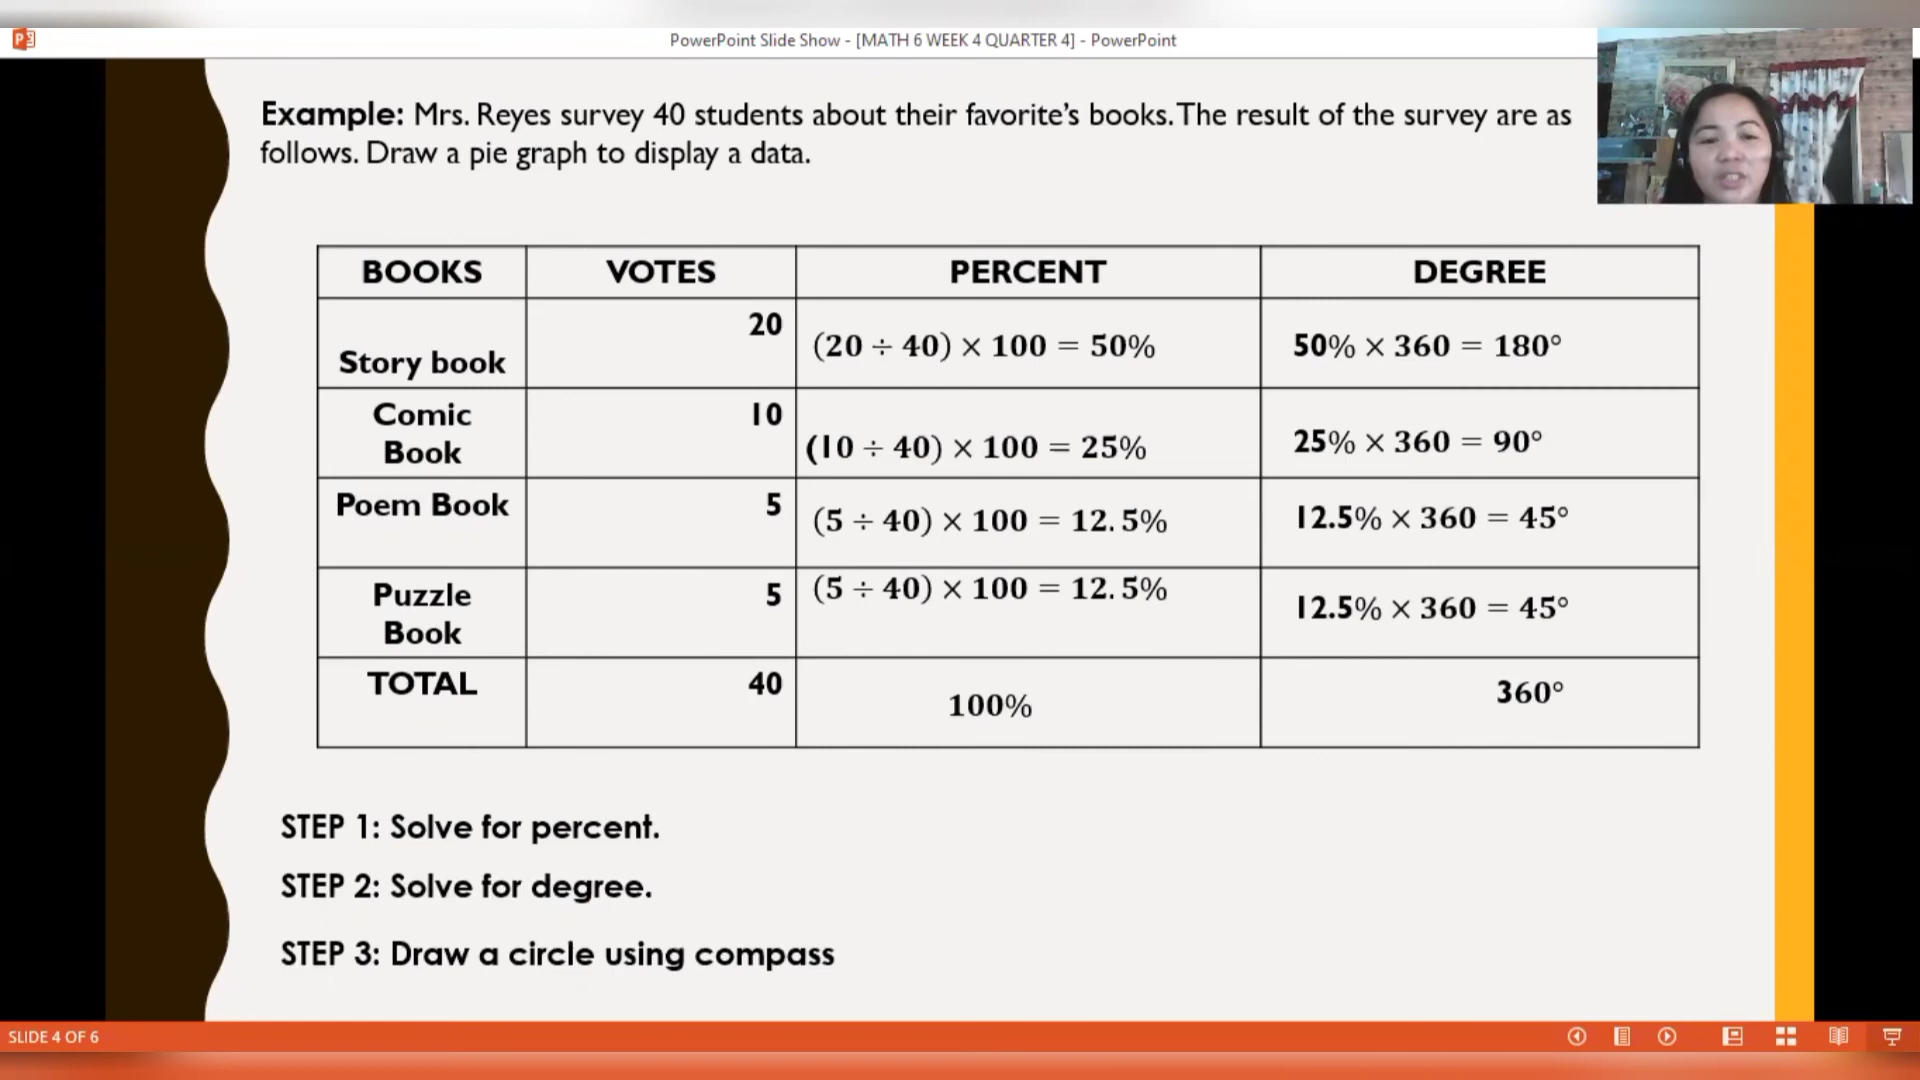 PowerPoint Slide Show - [MATH 6 WEEK 4 QUARTER 4] - PowerPoint
Example: Mrs. Reyes survey 40 students about their favorite's books. The result of the survey are as
follows. Draw a pie graph to display a data.
BOOKS VOTES PERCENT DEGREE
Story book 20 (20 ÷ 40) × 100 = 50% 50% × 360 = 180°
Comic
Book 10 (10 ÷ 40) × 100 = 25% 25% × 360 = 90°
Poem Book 5 (5 ÷ 40) × 100 = 12.5% 12.5% × 360 = 45°
Puzzle
Book 5 (5 ÷ 40) × 100 = 12.5% 12.5% × 360 = 45°
TOTAL 40 100% 360°
STEP 1: Solve for percent.
STEP 2: Solve for degree.
STEP 3: Draw a circle using compass
SLIDE 4 OF 6